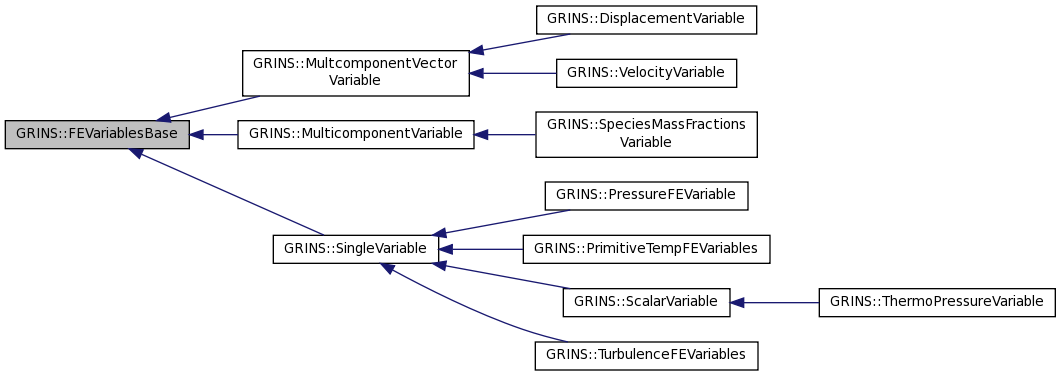 GRINS::DisplacementVariable
GRINS::MultcomponentVector
Variable
GRINS::VelocityVariable
GRINS::FEVariablesBase
GRINS::MulticomponentVariable
GRINS::SpeciesMassFractions
Variable
GRINS::PressureFEVariable
GRINS::SingleVariable
GRINS::PrimitiveTempFEVariables
GRINS::ScalarVariable
GRINS::ThermoPressureVariable
GRINS::TurbulenceFEVariables